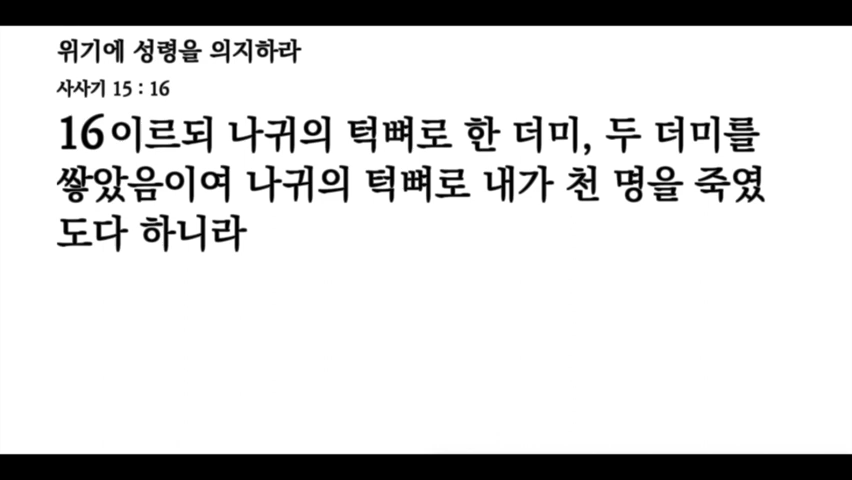 위기에 성령을 의지하라
사사기 15 : 16
16이르되 나귀의 턱뼈로 한 더미, 두 더미를
쌓았음이여 나귀의 턱뼈로 내가 천 명을 죽였
도다 하니라